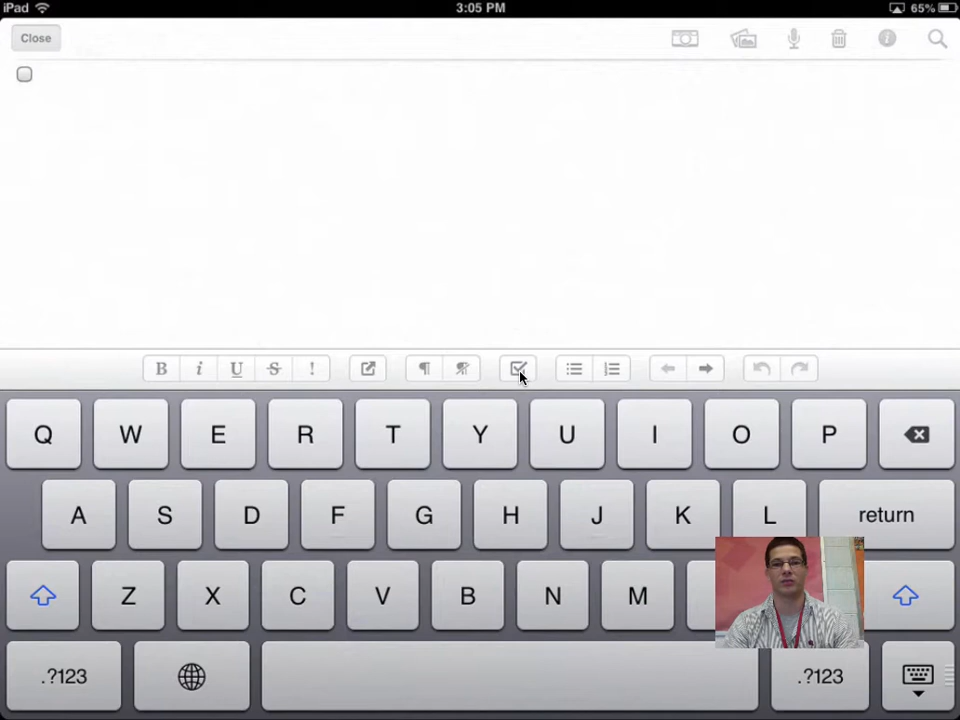 iPad 3:05 PM 65%
Close
B i U S !
Q W E R T Y U I O P
A S D F G H J K L return
Z X C V B N M
.?123 .?123